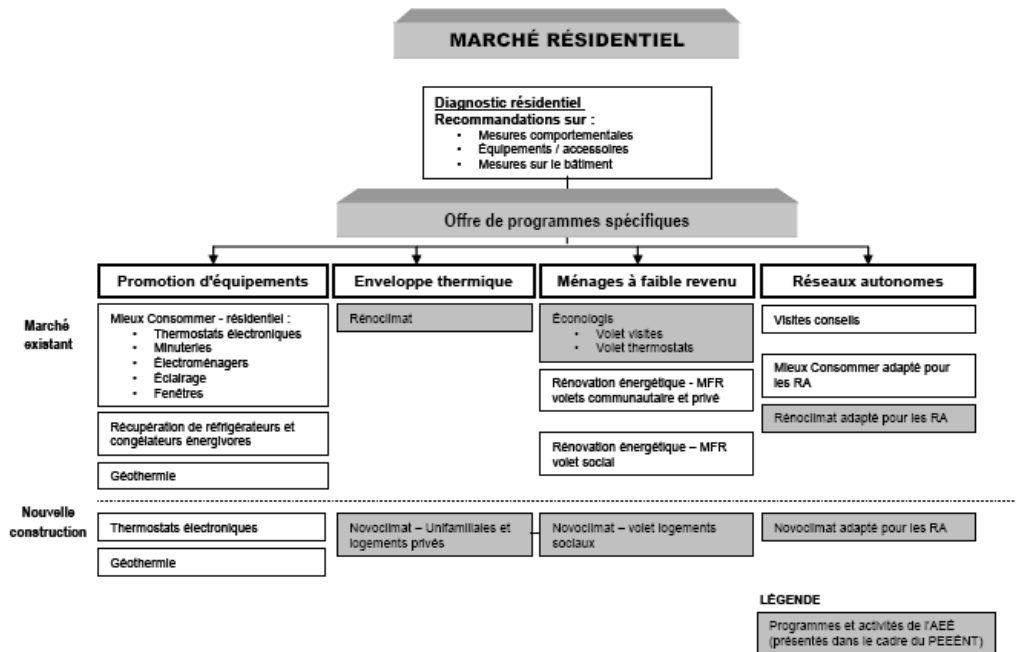 MARCHÉ RÉSIDENTIEL
Diagnostic résidentiel
Recommandations sur :
• Mesures comportementales
• Équipements / accessoires
• Mesures sur le bâtiment
Offre de programmes spécifiques
Promotion d'équipements
Enveloppe thermique
Ménages à faible revenu
Réseaux autonomes
Marché
existant
Mieux Consommer - résidentiel :
• Thermostats électroniques
• Minuteries
• Électroménagers
• Éclairage
• Fenêtres
Récupération de réfrigérateurs et
congélateurs énergivores
Géothermie
Rénoclimat
Éconologis
• Volet visites
• Volet thermostats
Rénovation énergétique - MFR
volets communautaire et privé
Rénovation énergétique – MFR
volet social
Visites conseils
Mieux Consommer adapté pour
les RA
Rénoclimat adapté pour les RA
Nouvelle
construction
Thermostats électroniques
Géothermie
Novoclimat – Unifamiliales et
logements privés
Novoclimat – volet logements
sociaux
Novoclimat adapté pour les RA
LÉGENDE
Programmes et activités de l'AEÉ
(présentés dans le cadre du PEEÉNT)